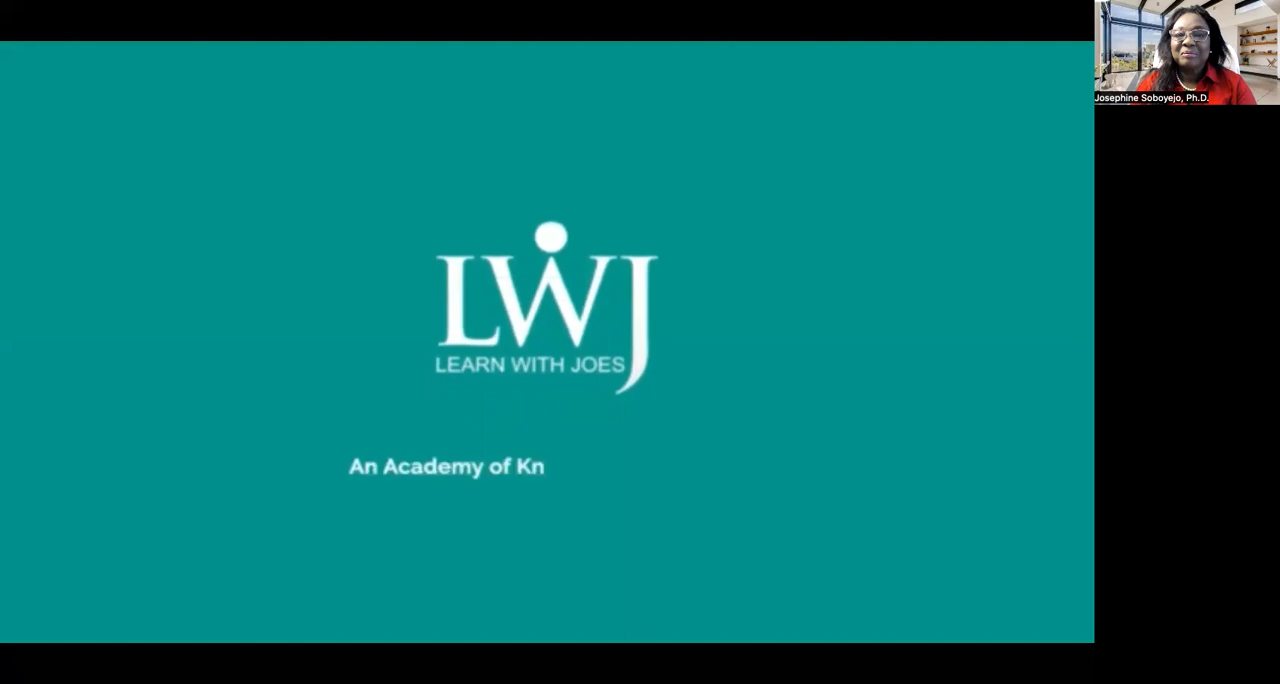 Josephine Soboyejo, Ph.D.
LWJ
LEARN WITH JOES
An Academy of Kn